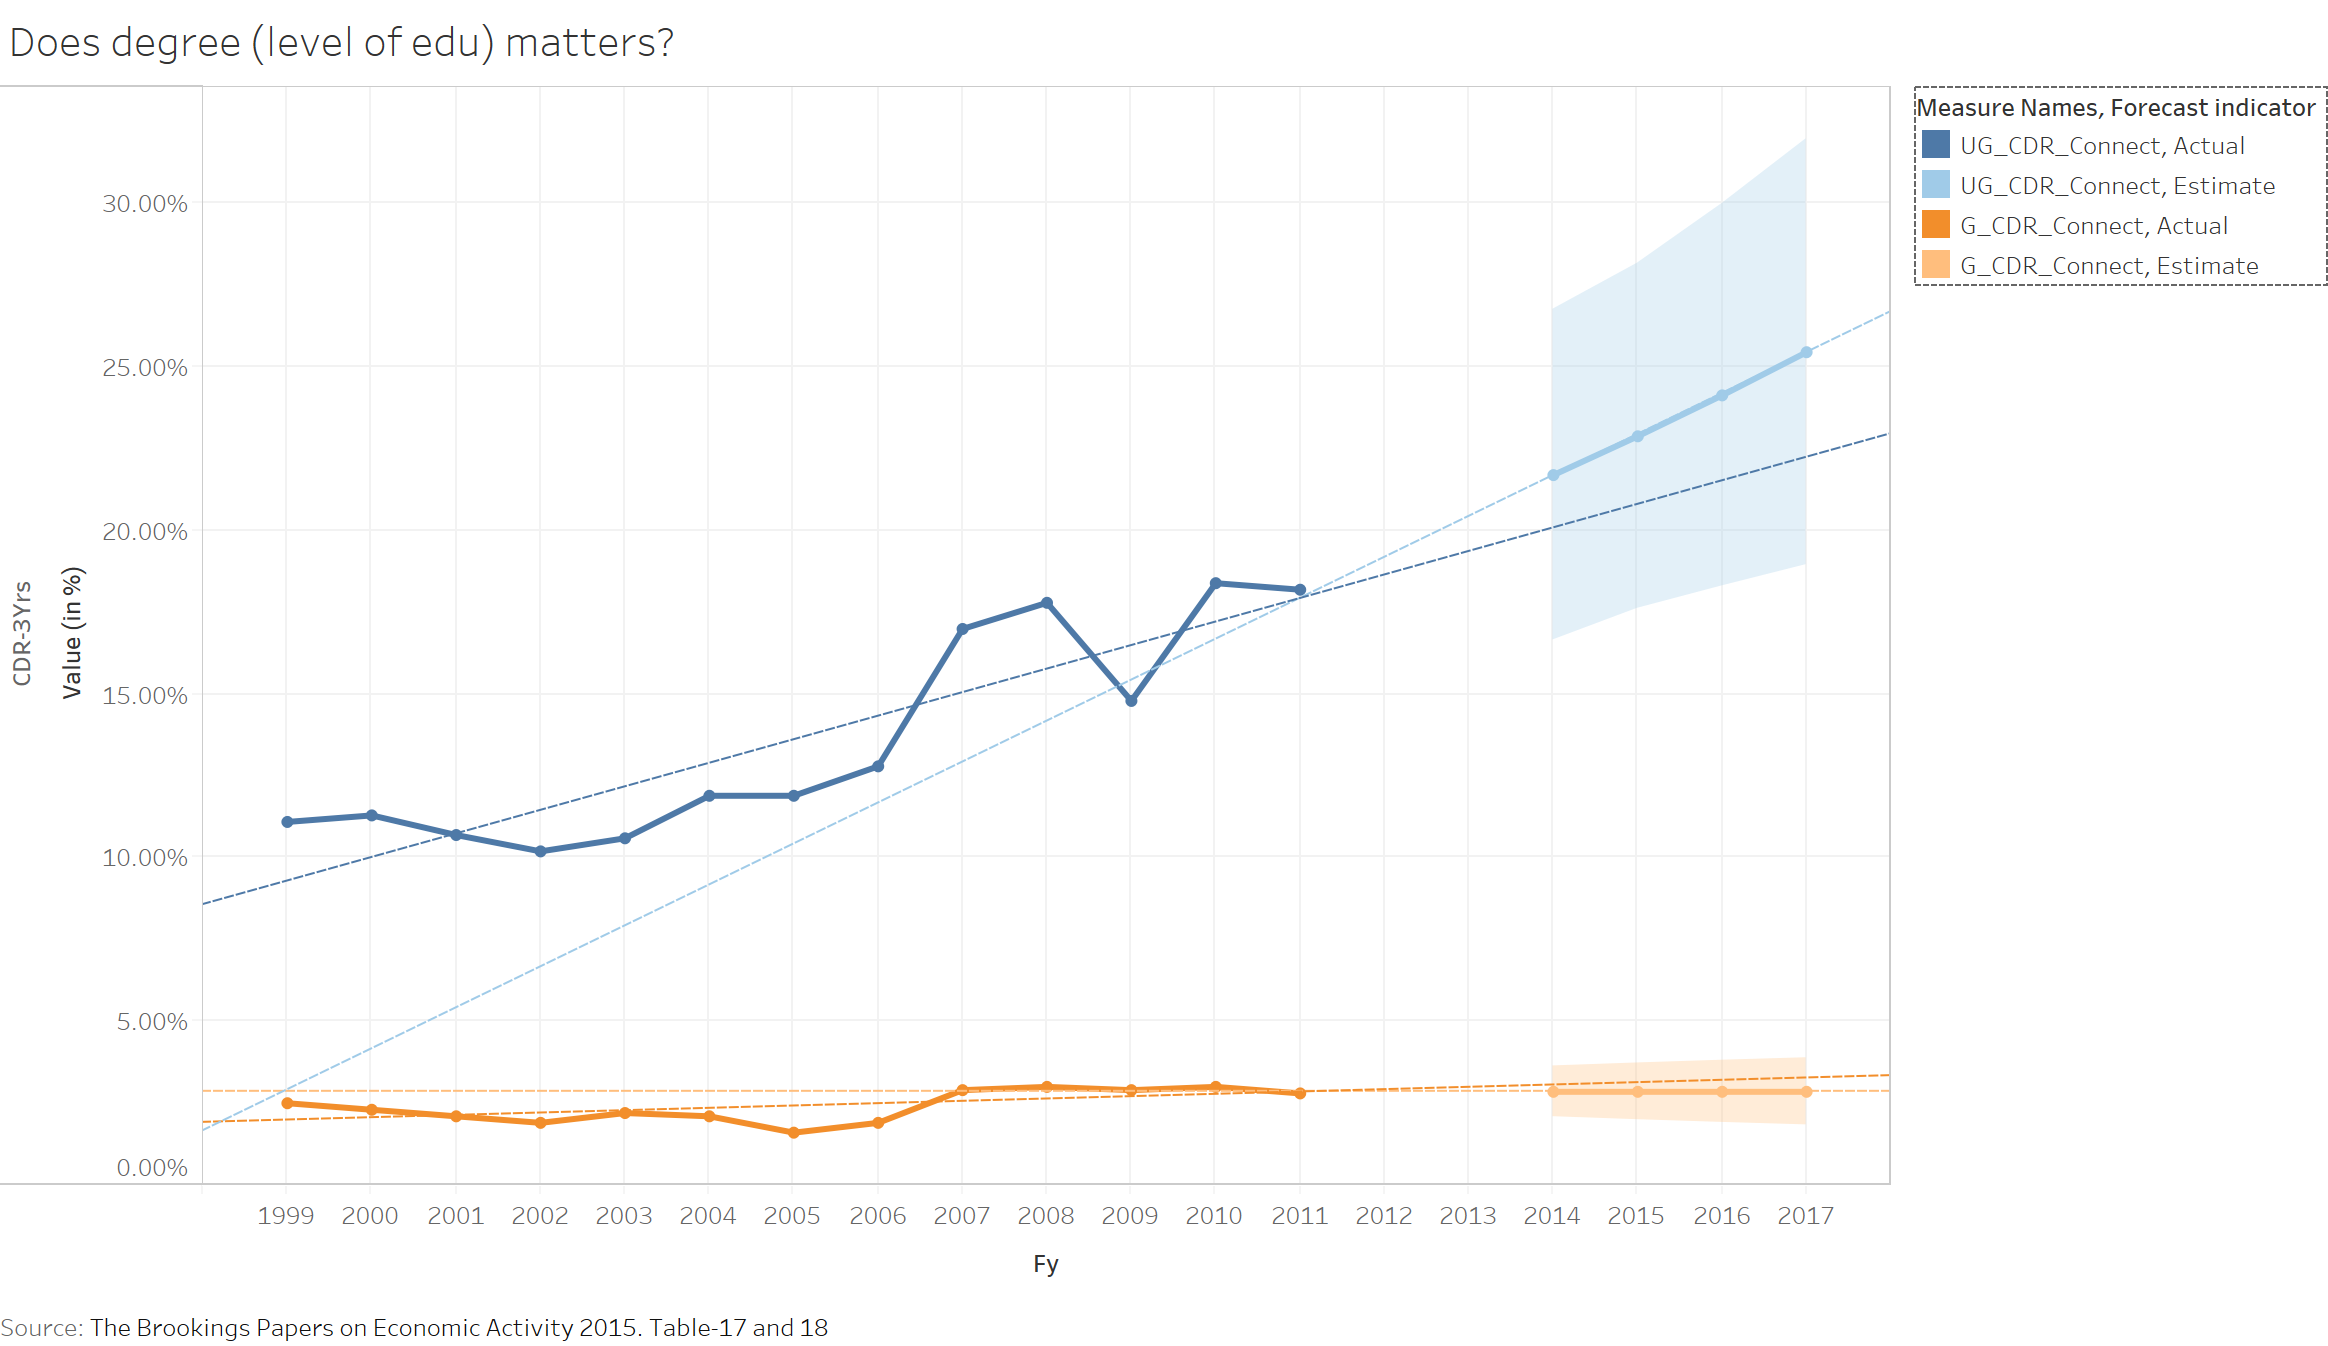 Does degree (level of edu) matters?
Measure Names, Forecast indicator
UG_CDR_Connect, Actual
UG_CDR_Connect, Estimate
G_CDR_Connect, Actual
G_CDR_Connect, Estimate
CDR-3Yrs
Value (in %)
30.00%
25.00%
20.00%
15.00%
10.00%
5.00%
0.00%
1999 2000 2001 2002 2003 2004 2005 2006 2007 2008 2009 2010 2011 2012 2013 2014 2015 2016 2017
Fy
Source: The Brookings Papers on Economic Activity 2015. Table-17 and 18